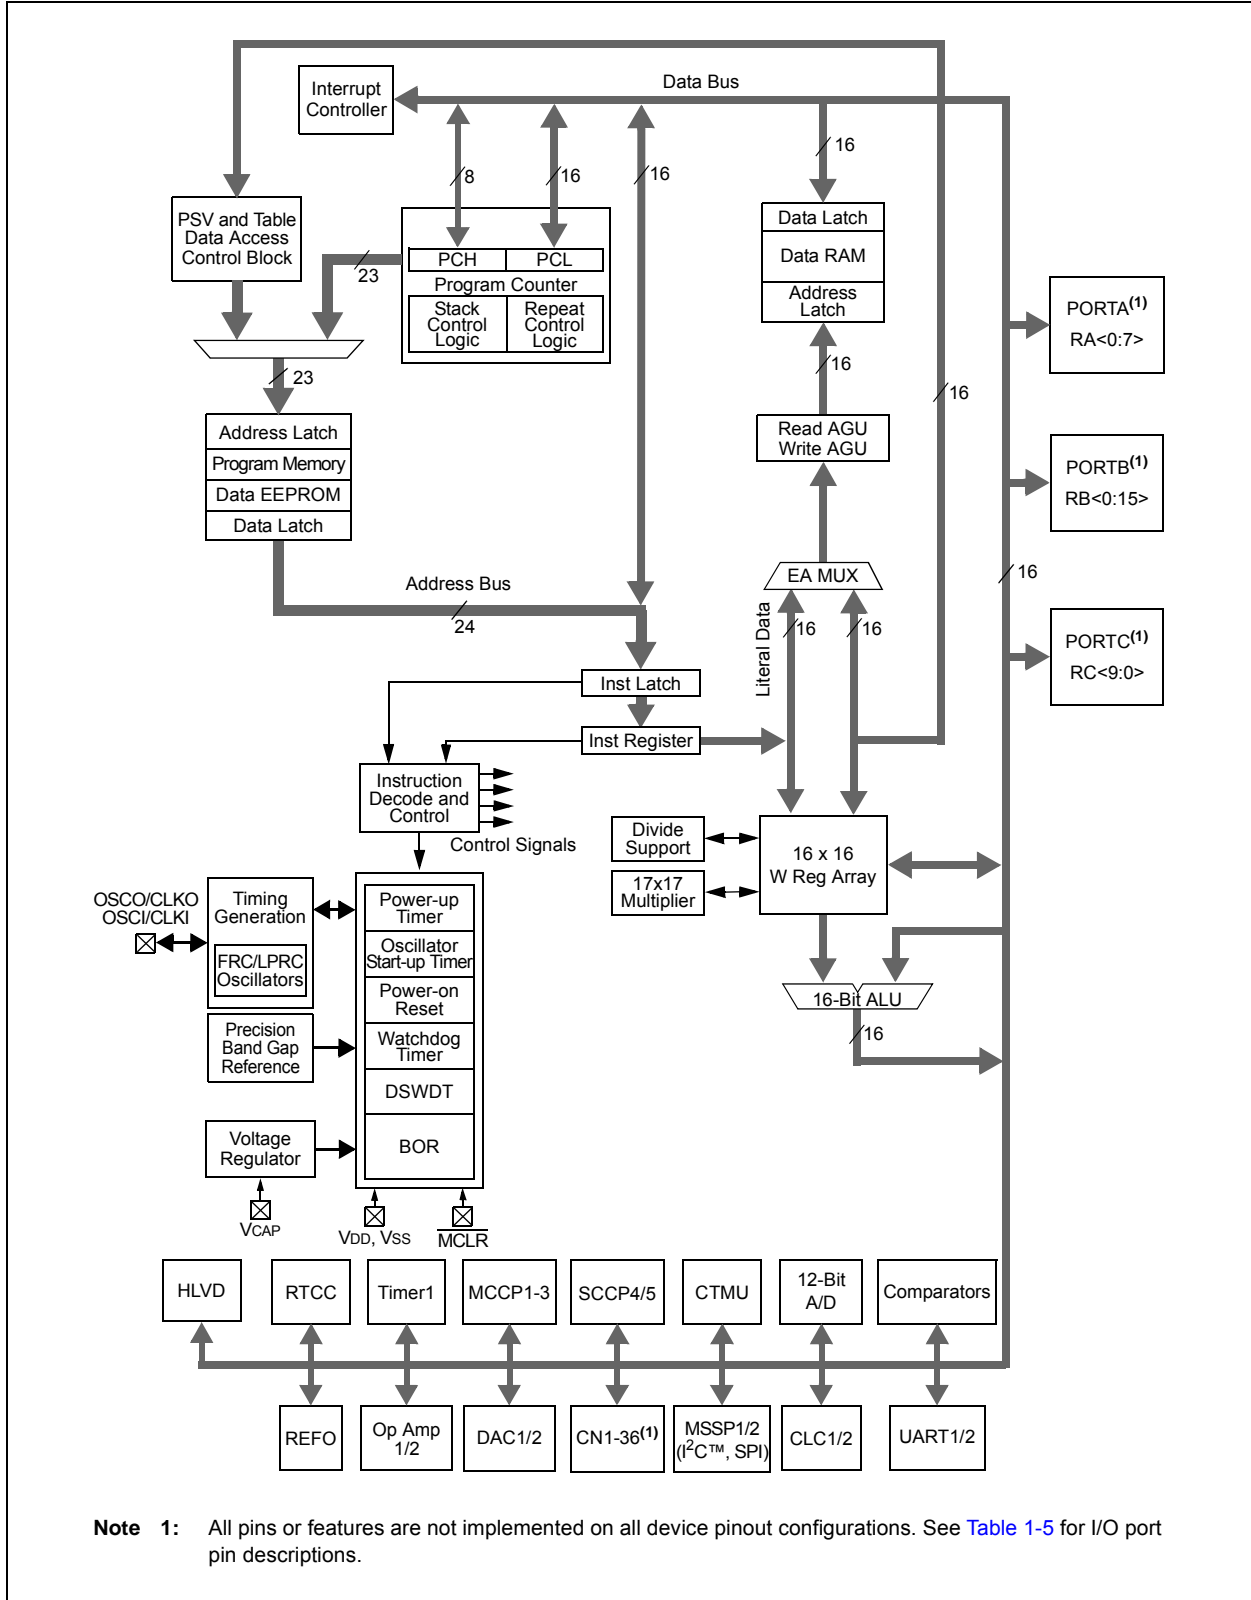 Data Bus
Interrupt
Controller
16
8
16
16
PSV and Table
Data Access
Control Block
Data Latch
Data RAM
Address
Latch
23
PCH
PCL
Program Counter
Stack
Control
Logic
Repeat
Control
Logic
PORTA(1)
RA<0:7>
23
16
16
Address Latch
Program Memory
Data EEPROM
Data Latch
Read AGU
Write AGU
PORTB(1)
RB<0:15>
EA MUX
16
Address Bus
24
Literal Data
16
16
PORTC(1)
RC<9:0>
Inst Latch
Inst Register
Instruction
Decode and
Control
Control Signals
Divide
Support
17x17
Multiplier
16 x 16
W Reg Array
OSCO/CLKO
OSCI/CLKI
Timing
Generation
FRC/LPRC
Oscillators
Power-up
Timer
Oscillator
Start-up Timer
Power-on
Reset
Watchdog
Timer
DSWDT
BOR
16-Bit ALU
16
Precision
Band Gap
Reference
Voltage
Regulator
VCAP
VDD, VSS
MCLR
HLVD
RTCC
Timer1
MCCP1-3
SCCP4/5
CTMU
12-Bit
A/D
Comparators
REFO
Op Amp
1/2
DAC1/2
CN1-36(1)
MSSP1/2
(I2C™, SPI)
CLC1/2
UART1/2
Note 1: All pins or features are not implemented on all device pinout configurations. See Table 1-5 for I/O port
pin descriptions.